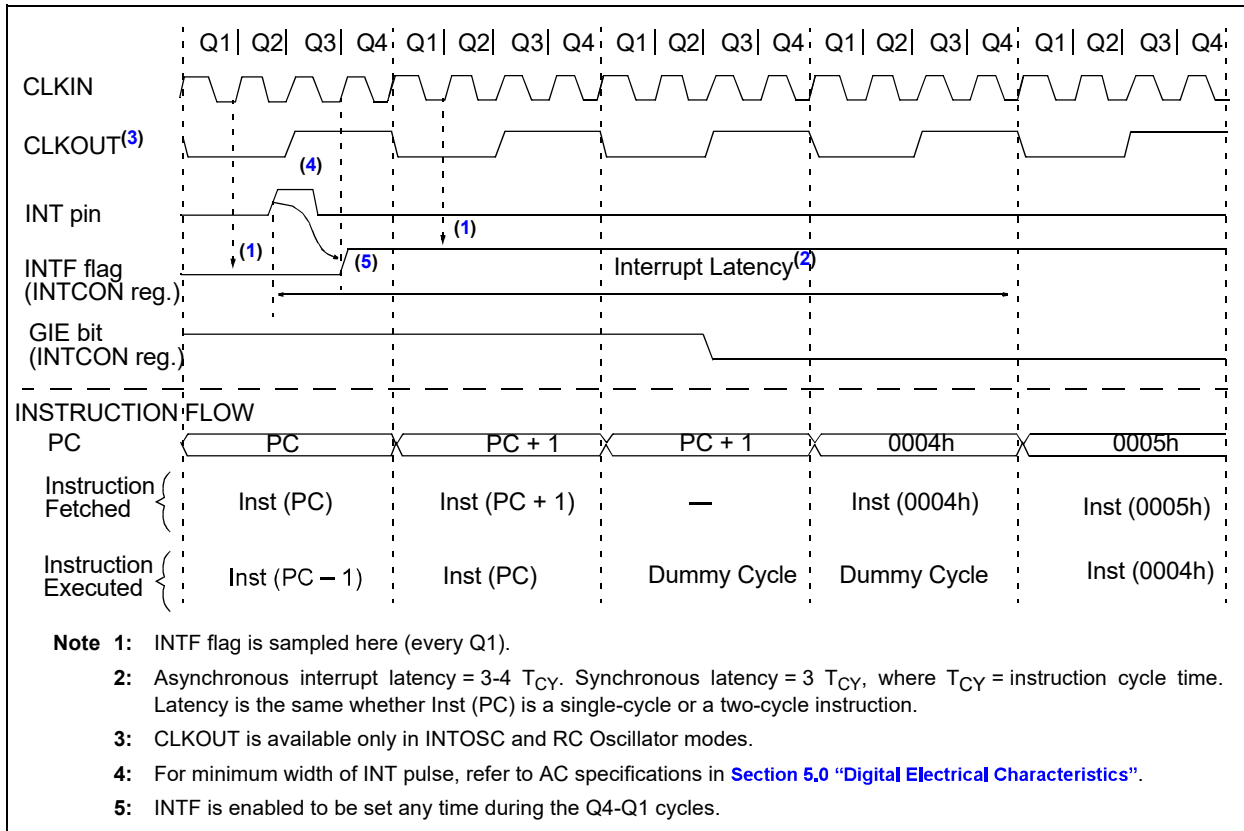 Q1| Q2| Q3| Q4 Q1| Q2| Q3| Q4 Q1| Q2| Q3| Q4 Q1| Q2| Q3| Q4 Q1| Q2| Q3| Q4
CLKIN
CLKOUT(3)
(4)
INT pin
(1)
(1)
(5)
INTF flag
(INTCON reg.)
Interrupt Latency(2)
GIE bit
(INTCON reg.)
INSTRUCTION FLOW
PC PC PC + 1 PC + 1 0004h 0005h
Instruction
Fetched
Inst (PC) Inst (PC + 1) — Inst (0004h) Inst (0005h)
Instruction
Executed
Inst (PC – 1) Inst (PC) Dummy Cycle Dummy Cycle Inst (0004h)
Note 1: INTF flag is sampled here (every Q1).
2: Asynchronous interrupt latency = 3-4 TCY. Synchronous latency = 3 TCY, where TCY = instruction cycle time.
Latency is the same whether Inst (PC) is a single-cycle or a two-cycle instruction.
3: CLKOUT is available only in INTOSC and RC Oscillator modes.
4: For minimum width of INT pulse, refer to AC specifications in Section 5.0 “Digital Electrical Characteristics”.
5: INTF is enabled to be set any time during the Q4-Q1 cycles.